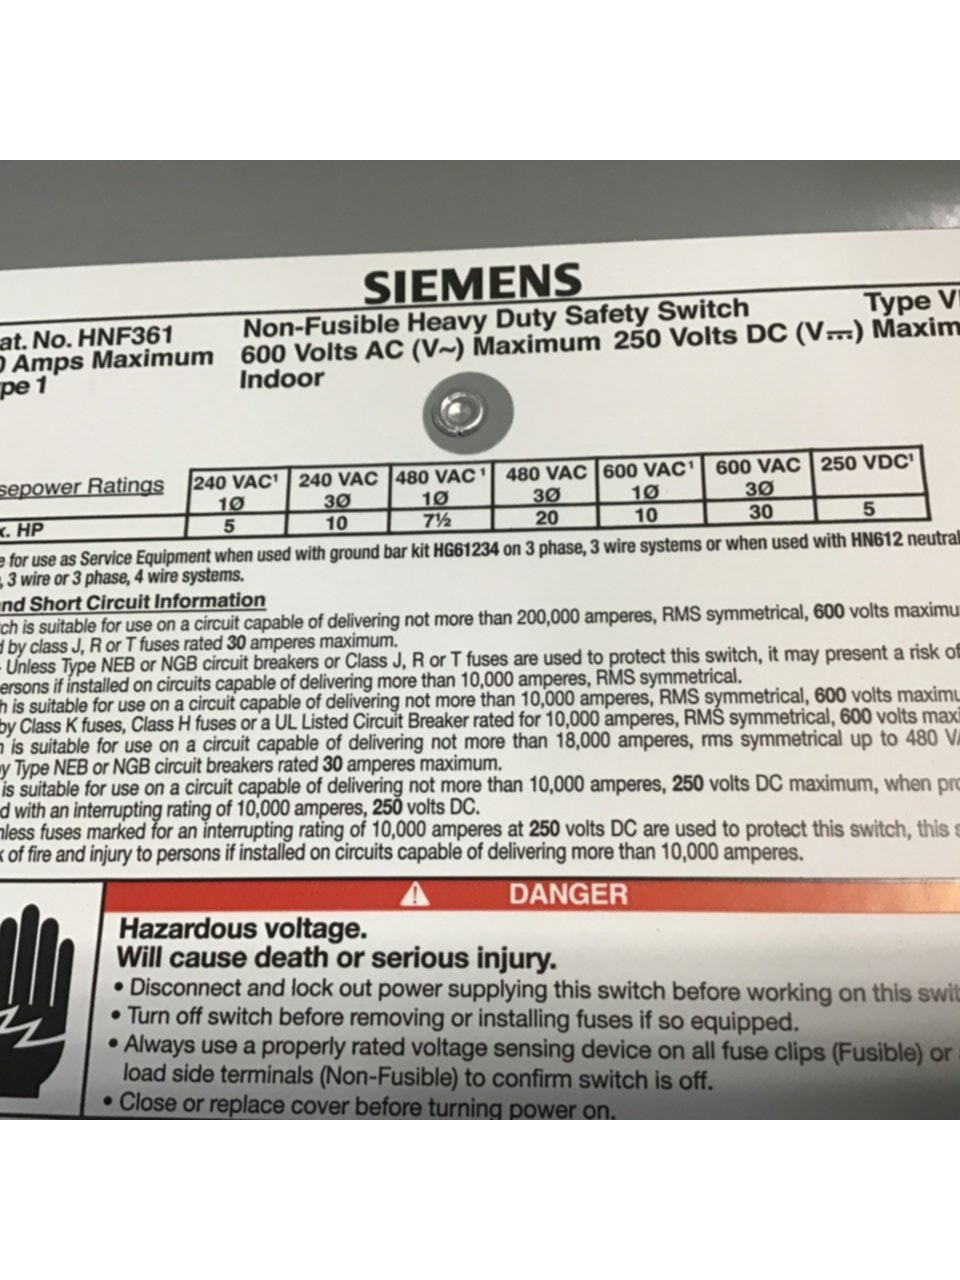 SIEMENS
at. No. HNF361
Non-Fusible Heavy Duty Safety Switch
Type V
0 Amps Maximum
600 Volts AC (V~) Maximum 250 Volts DC (V⎓) Maxim
pe 1
Indoor
sepower Ratings
240 VAC¹ 240 VAC 480 VAC¹ 480 VAC 600 VAC¹ 600 VAC 250 VDC¹
1Ø 3Ø 1Ø 3Ø 1Ø 3Ø
x. HP 5 10 7½ 20 10 30 5
e for use as Service Equipment when used with ground bar kit HG61234 on 3 phase, 3 wire systems or when used with HN612 neutral
, 3 wire or 3 phase, 4 wire systems.
nd Short Circuit Information
ch is suitable for use on a circuit capable of delivering not more than 200,000 amperes, RMS symmetrical, 600 volts maximu
d by class J, R or T fuses rated 30 amperes maximum.
- Unless Type NEB or NGB circuit breakers or Class J, R or T fuses are used to protect this switch, it may present a risk of
ersons if installed on circuits capable of delivering more than 10,000 amperes, RMS symmetrical.
h is suitable for use on a circuit capable of delivering not more than 10,000 amperes, RMS symmetrical, 600 volts maximu
by Class K fuses, Class H fuses or a UL Listed Circuit Breaker rated for 10,000 amperes, RMS symmetrical, 600 volts maxi
h is suitable for use on a circuit capable of delivering not more than 18,000 amperes, rms symmetrical up to 480 VA
y Type NEB or NGB circuit breakers rated 30 amperes maximum.
is suitable for use on a circuit capable of delivering not more than 10,000 amperes, 250 volts DC maximum, when pro
d with an interrupting rating of 10,000 amperes, 250 volts DC.
nless fuses marked for an interrupting rating of 10,000 amperes at 250 volts DC are used to protect this switch, this s
k of fire and injury to persons if installed on circuits capable of delivering more than 10,000 amperes.
DANGER
Hazardous voltage.
Will cause death or serious injury.
• Disconnect and lock out power supplying this switch before working on this swit
• Turn off switch before removing or installing fuses if so equipped.
• Always use a properly rated voltage sensing device on all fuse clips (Fusible) or
load side terminals (Non-Fusible) to confirm switch is off.
• Close or replace cover before turning power on.